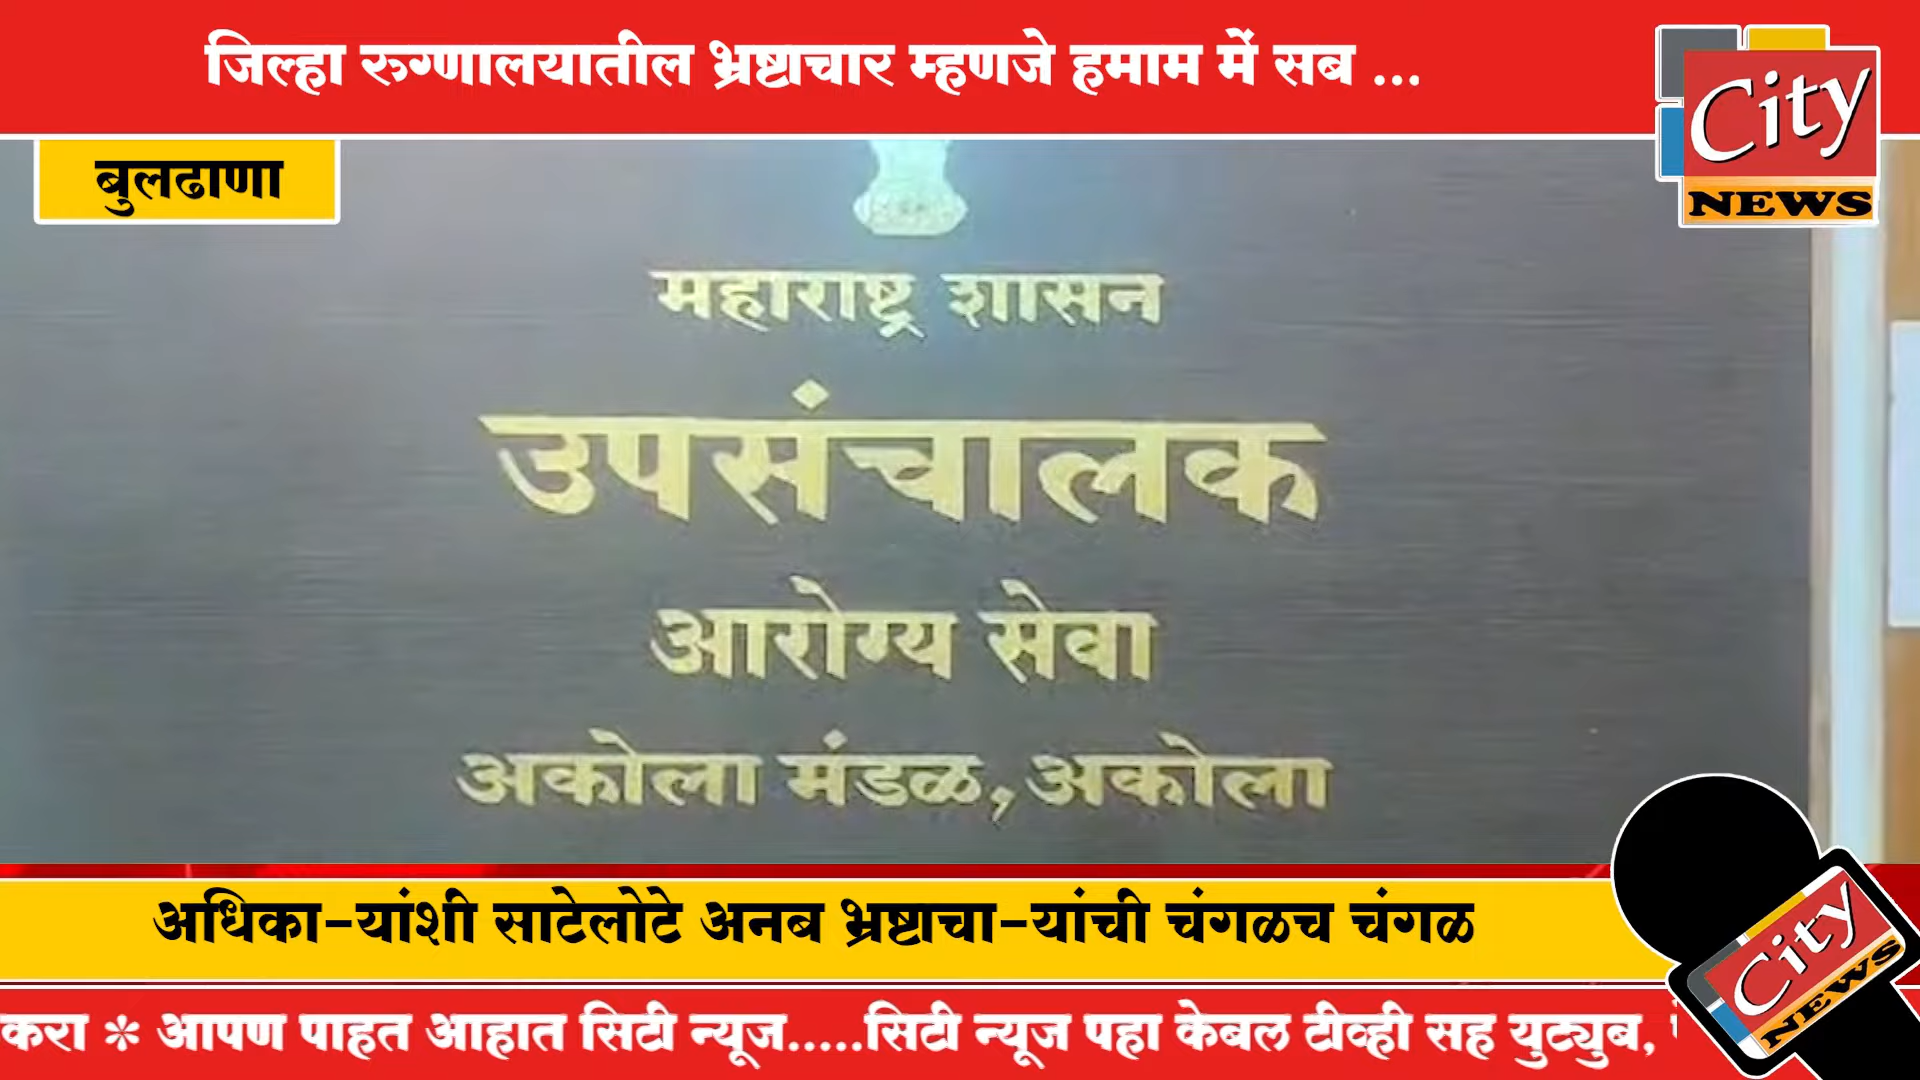 जिल्हा रुग्णालयातील भ्रष्टाचार म्हणजे हमाम में सब ...
City
NEWS
बुलढाणा
महाराष्ट्र शासन
उपसंचालक
आरोग्य सेवा
अकोला मंडळ, अकोला
अधिका-यांशी साटेलोटे अनब भ्रष्टाचा-यांची चंगळच चंगळ
City
NEWS
करा * आपण पाहत आहात सिटी न्यूज.....सिटी न्यूज पहा केबल टीव्ही सह युट्युब,